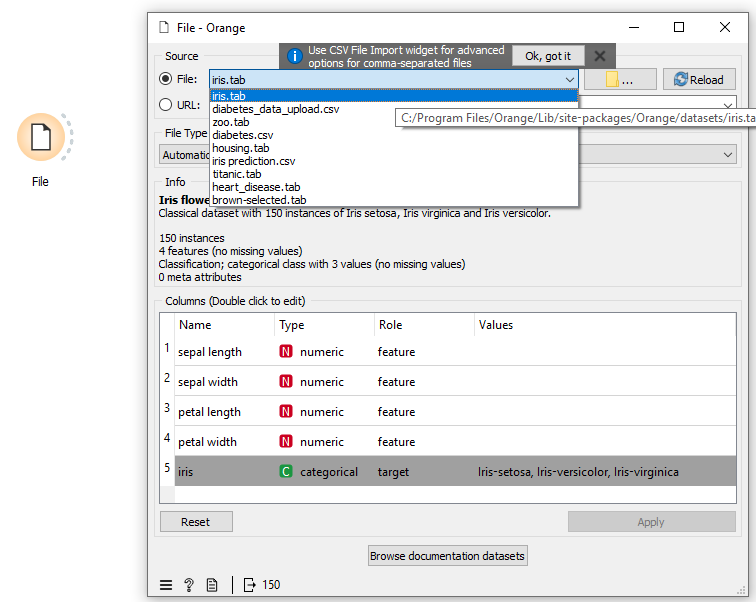 File - Orange
Source
Use CSV File Import widget for advanced
options for comma-separated files
Ok, got it
File:
iris.tab
...
Reload
iris.tab
URL:
diabetes_data_upload.csv
C:/Program Files/Orange/Lib/site-packages/Orange/datasets/iris.ta
zoo.tab
File Type
diabetes.csv
housing.tab
Automatic
iris prediction.csv
titanic.tab
Info
heart_disease.tab
Iris flowe
brown-selected.tab
Classical dataset with 150 instances of Iris setosa, Iris virginica and Iris versicolor.
150 instances
4 features (no missing values)
Classification; categorical class with 3 values (no missing values)
0 meta attributes
Columns (Double click to edit)
Name Type Role Values
1 sepal length N numeric feature
2 sepal width N numeric feature
3 petal length N numeric feature
4 petal width N numeric feature
5 iris C categorical target Iris-setosa, Iris-versicolor, Iris-virginica
Reset
Apply
Browse documentation datasets
? 150
File